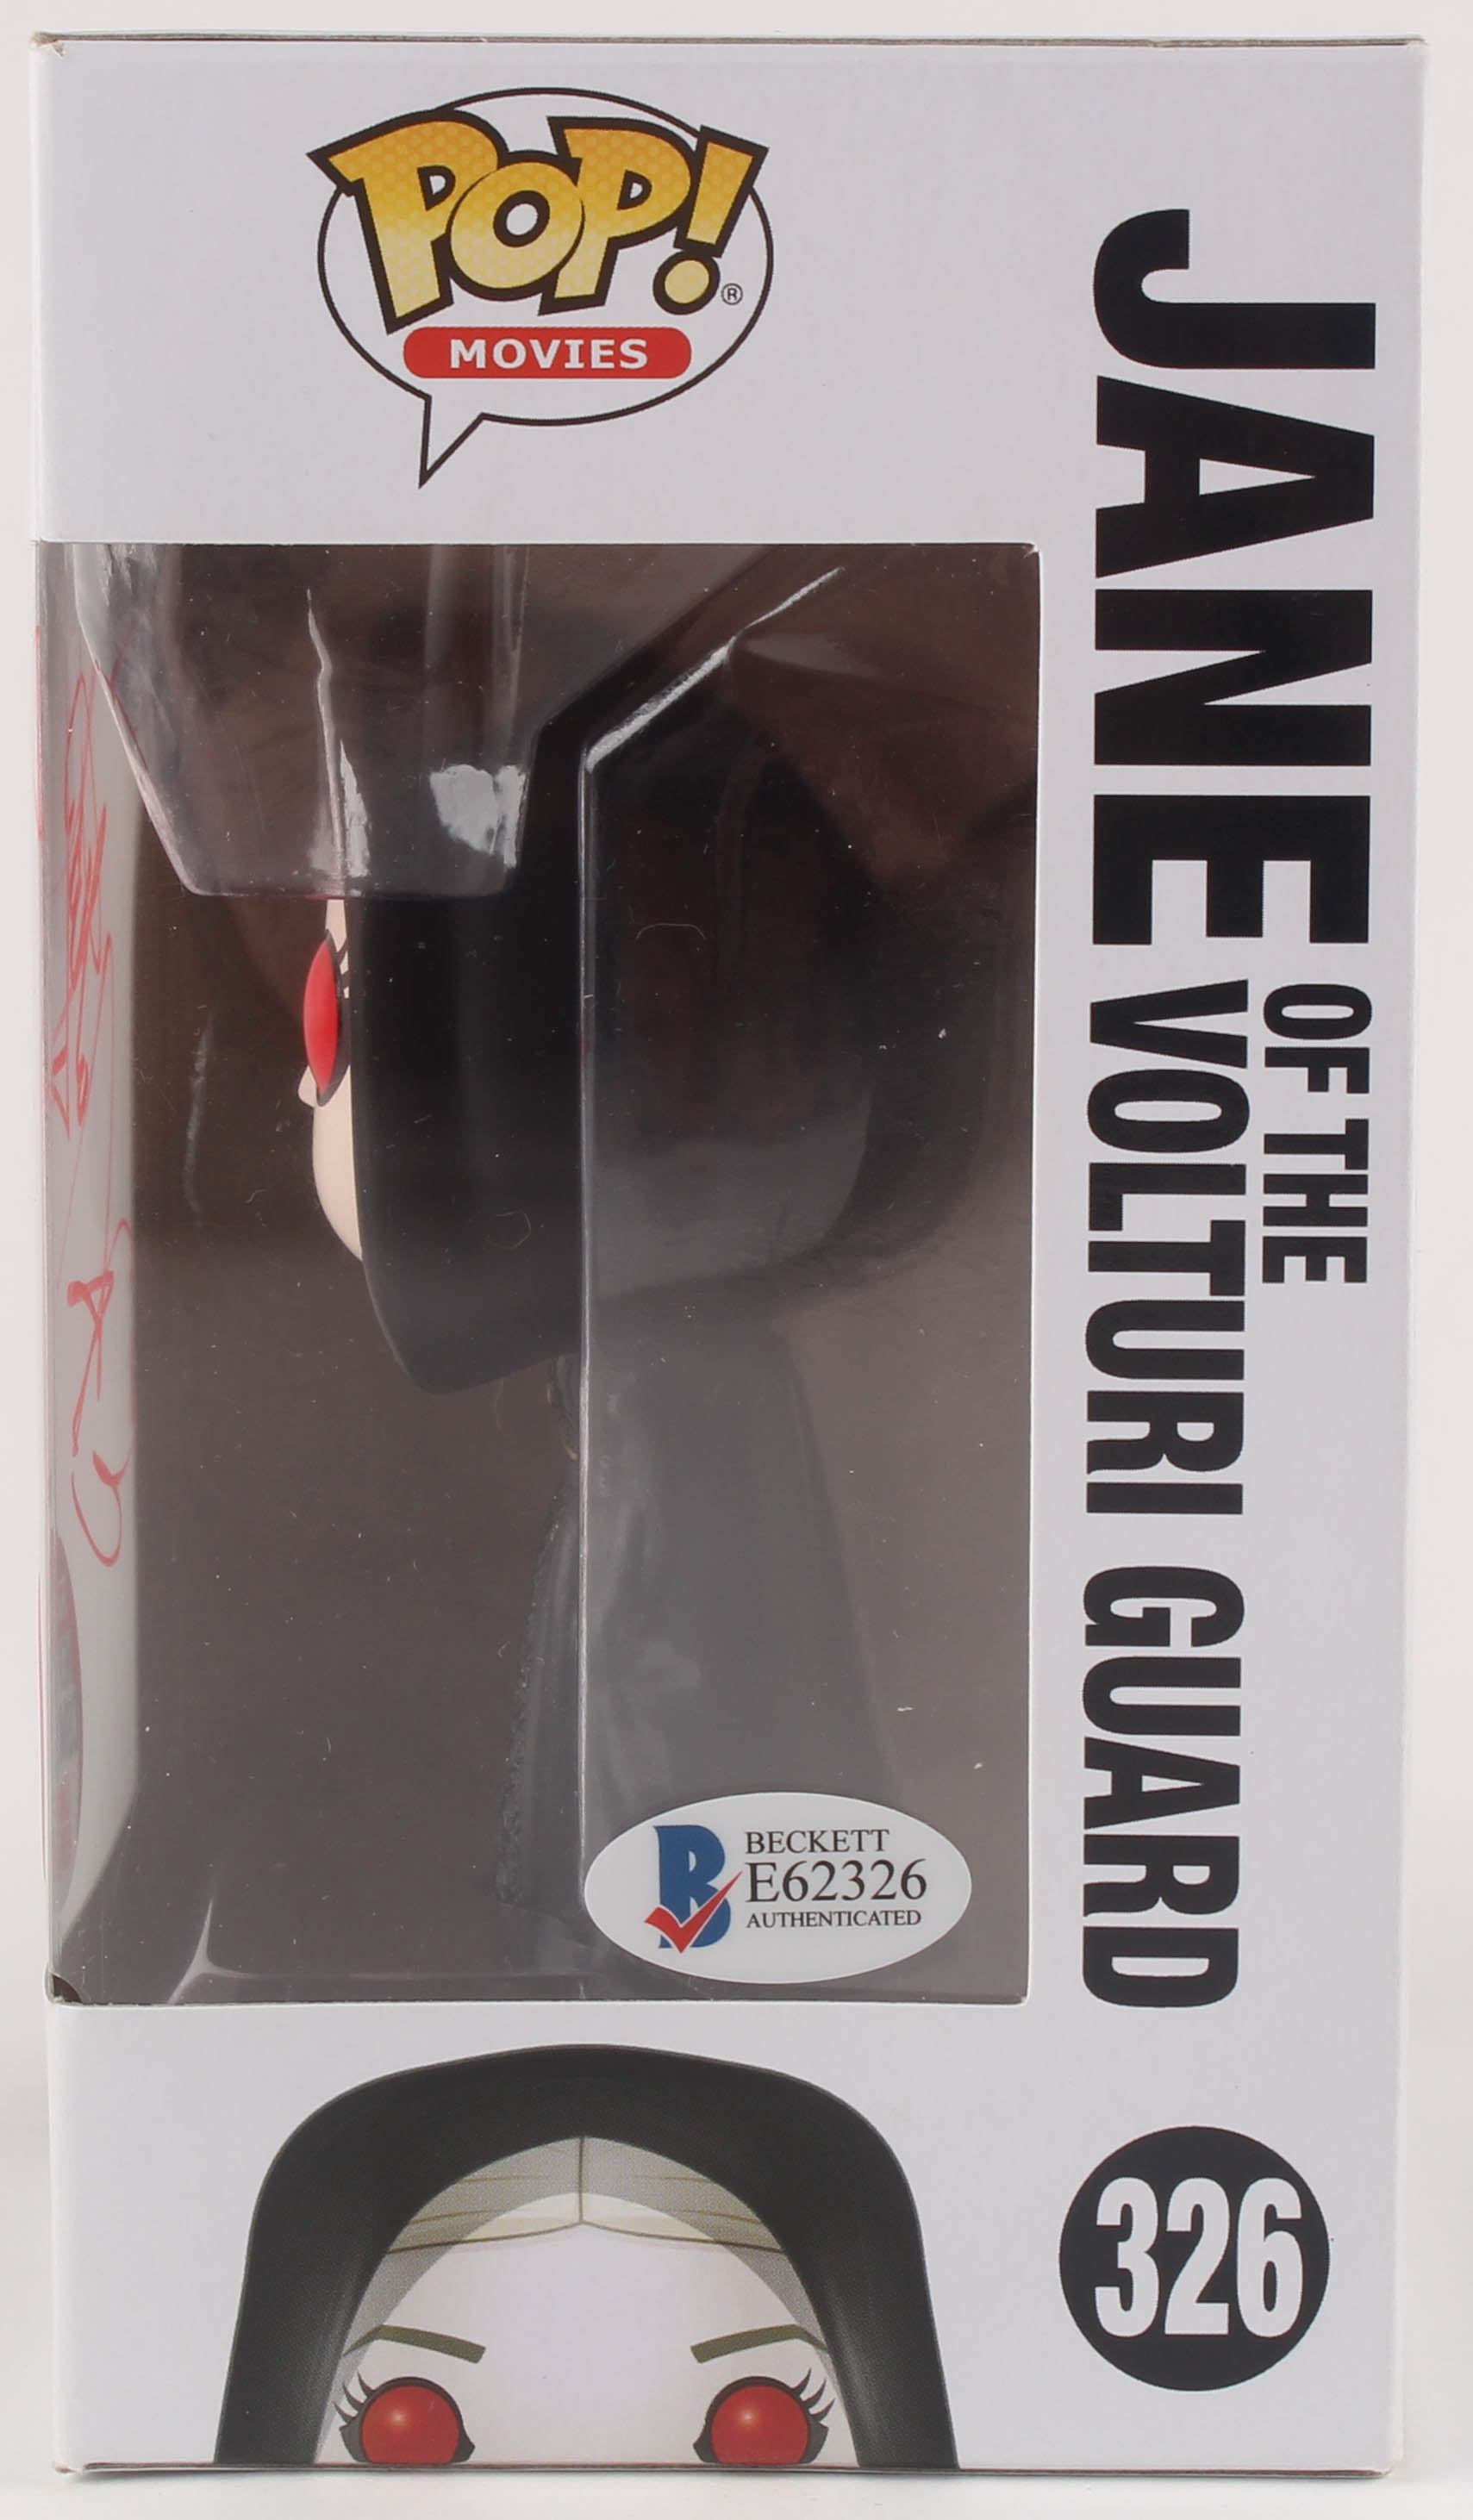 POP!®
MOVIES
JANE OF THE
VOLTURI GUARD
326
BECKETT
E62326
AUTHENTICATED